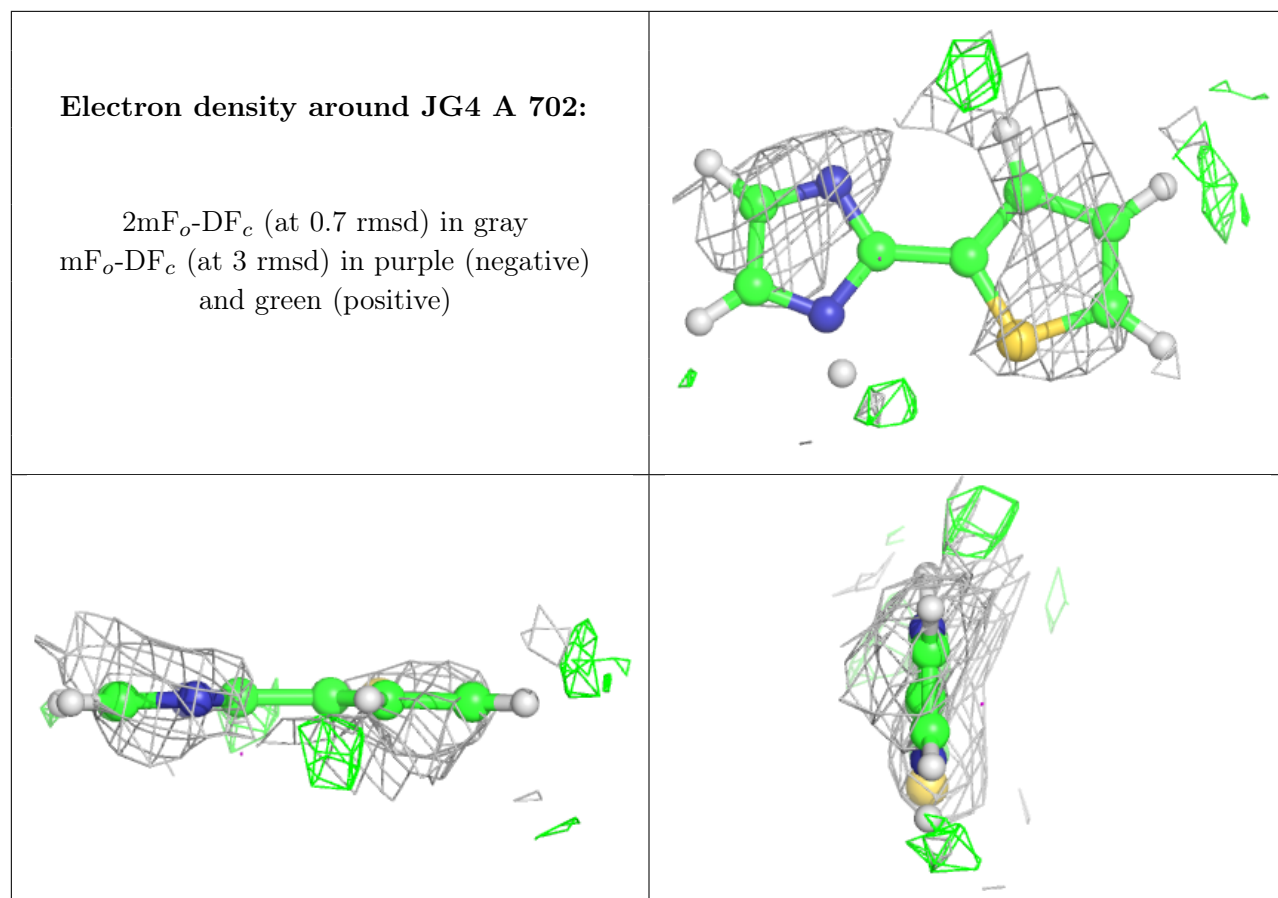 Electron density around JG4 A 702:
2mFo-DFc (at 0.7 rmsd) in gray
mFo-DFc (at 3 rmsd) in purple (negative)
and green (positive)